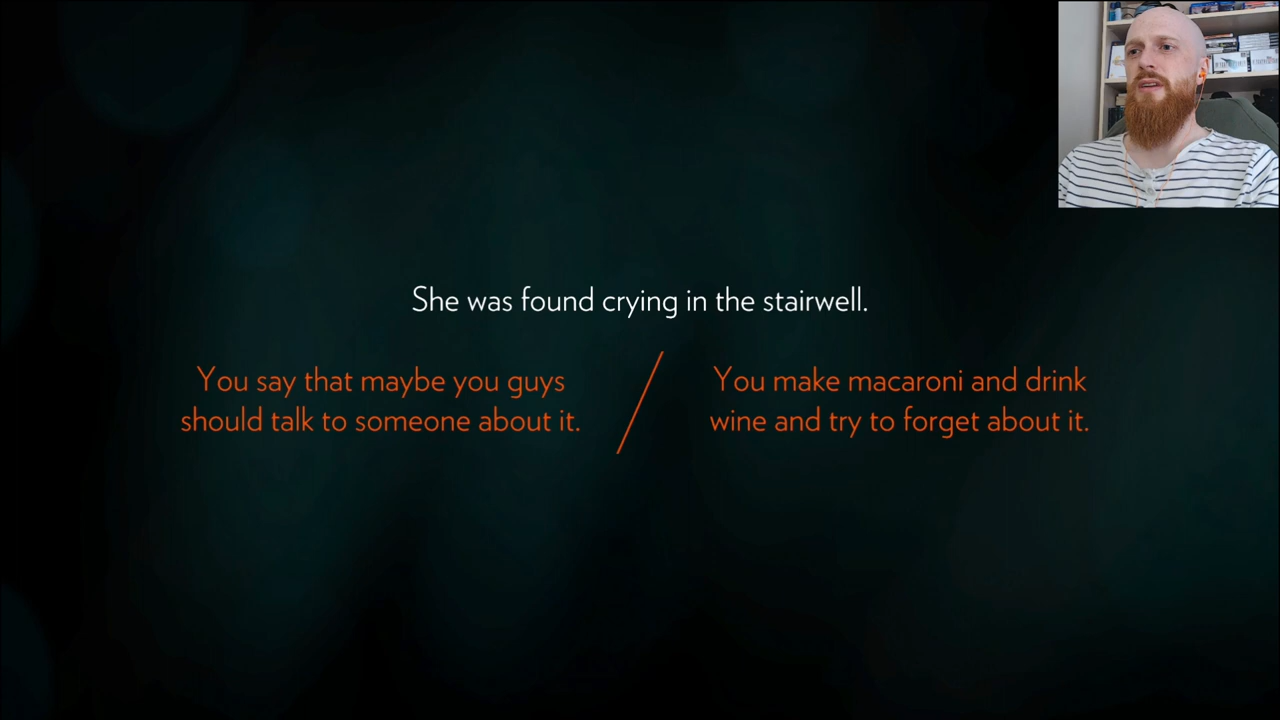 She was found crying in the stairwell.
You say that maybe you guys
should talk to someone about it.
You make macaroni and drink
wine and try to forget about it.